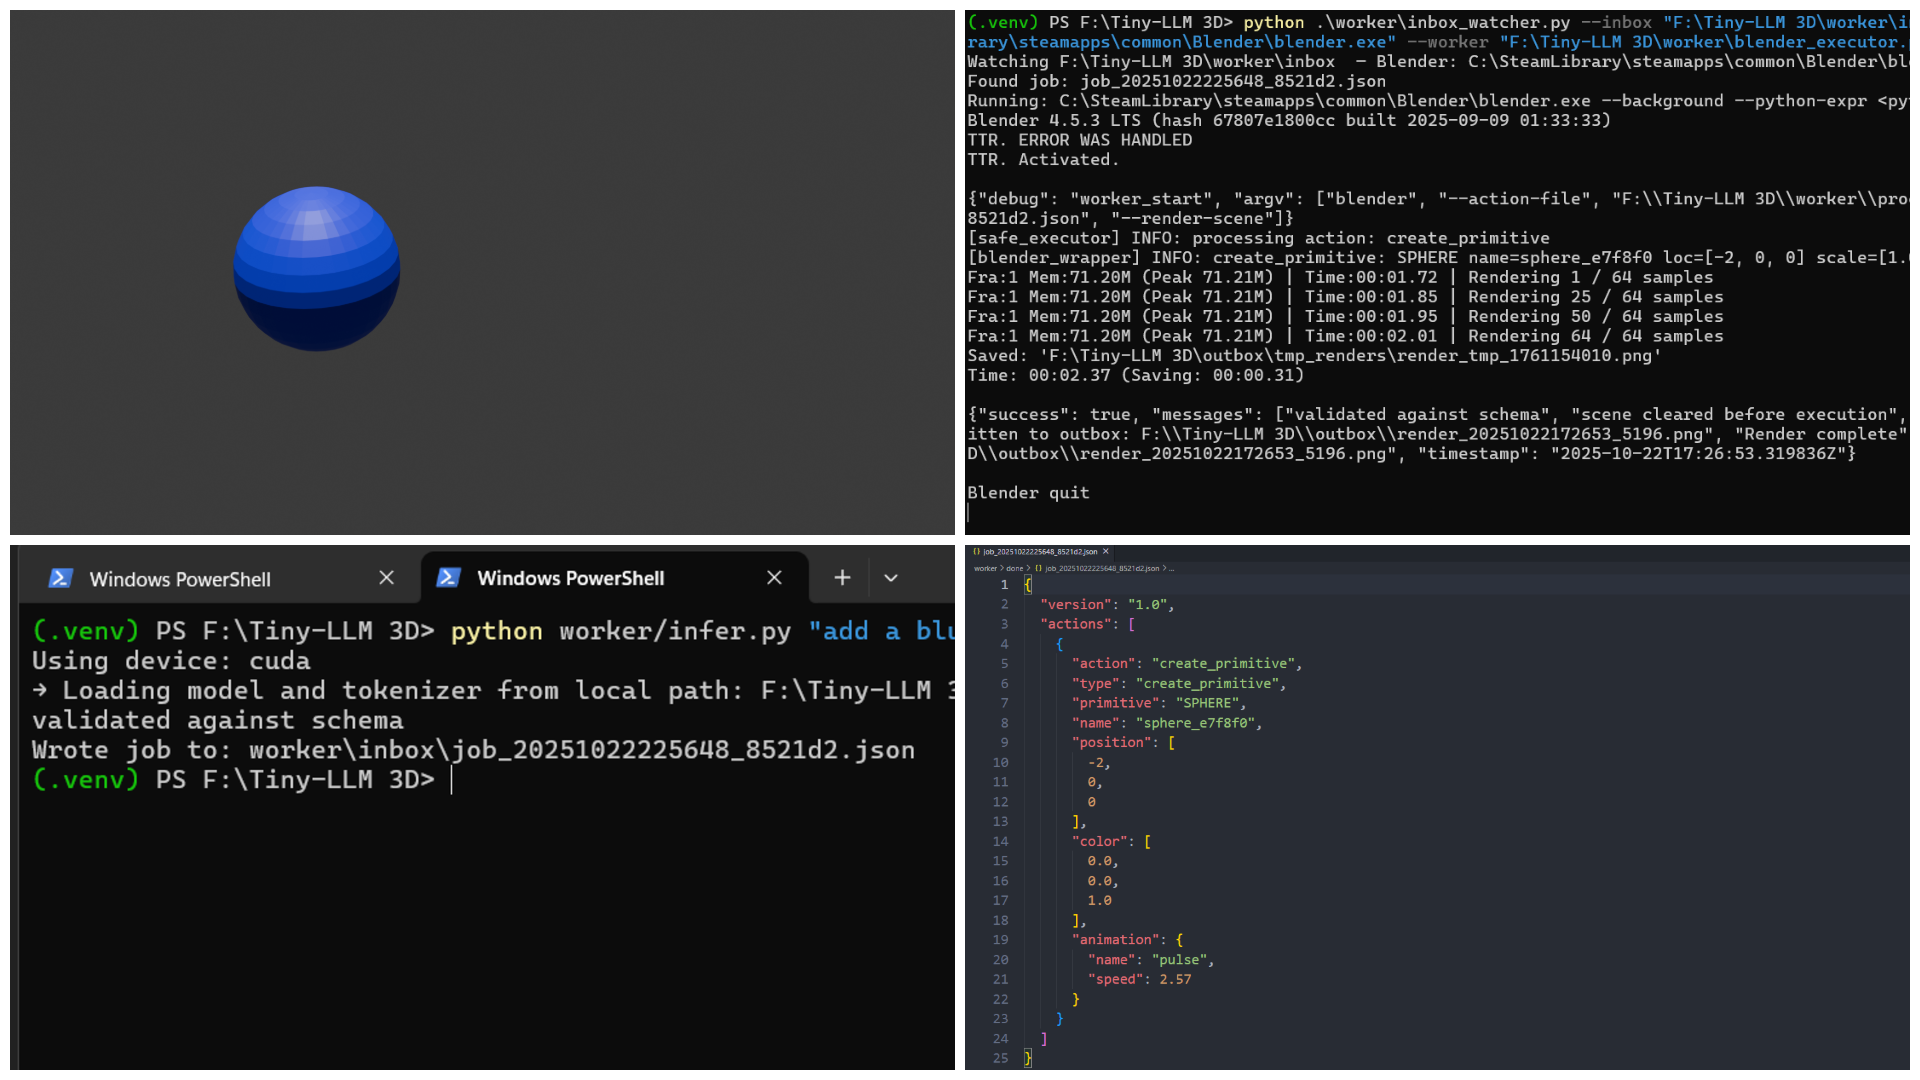 (.venv) PS F:\Tiny-LLM 3D> python .\worker\inbox_watcher.py --inbox "F:\Tiny-LLM 3D\worker\in
rary\steamapps\common\Blender\blender.exe" --worker "F:\Tiny-LLM 3D\worker\blender_executor.
Watching F:\Tiny-LLM 3D\worker\inbox  - Blender: C:\SteamLibrary\steamapps\common\Blender\bl
Found job: job_20251022225648_8521d2.json
Running: C:\SteamLibrary\steamapps\common\Blender\blender.exe --background --python-expr <py
Blender 4.5.3 LTS (hash 67807e1800cc built 2025-09-09 01:33:33)
TTR. ERROR WAS HANDLED
TTR. Activated.
{"debug": "worker_start", "argv": ["blender", "--action-file", "F:\\Tiny-LLM 3D\\worker\\pro
8521d2.json", "--render-scene"]}
[safe_executor] INFO: processing action: create_primitive
[blender_wrapper] INFO: create_primitive: SPHERE name=sphere_e7f8f0 loc=[-2, 0, 0] scale=[1.
Fra:1 Mem:71.20M (Peak 71.21M) | Time:00:01.72 | Rendering 1 / 64 samples
Fra:1 Mem:71.20M (Peak 71.21M) | Time:00:01.85 | Rendering 25 / 64 samples
Fra:1 Mem:71.20M (Peak 71.21M) | Time:00:01.95 | Rendering 50 / 64 samples
Fra:1 Mem:71.20M (Peak 71.21M) | Time:00:02.01 | Rendering 64 / 64 samples
Saved: 'F:\Tiny-LLM 3D\outbox\tmp_renders\render_tmp_1761154010.png'
Time: 00:02.37 (Saving: 00:00.31)
{"success": true, "messages": ["validated against schema", "scene cleared before execution",
itten to outbox: F:\\Tiny-LLM 3D\\outbox\\render_20251022172653_5196.png", "Render complete"
D\\outbox\\render_20251022172653_5196.png", "timestamp": "2025-10-22T17:26:53.319836Z"}
Blender quit
Windows PowerShell
Windows PowerShell
(.venv) PS F:\Tiny-LLM 3D> python worker/infer.py "add a blu
Using device: cuda
→ Loading model and tokenizer from local path: F:\Tiny-LLM 3
validated against schema
Wrote job to: worker\inbox\job_20251022225648_8521d2.json
(.venv) PS F:\Tiny-LLM 3D>
{} job_20251022225648_8521d2.json ×
worker > done > {} job_20251022225648_8521d2.json > ...
1 {
2 "version": "1.0",
3 "actions": [
4 {
5 "action": "create_primitive",
6 "type": "create_primitive",
7 "primitive": "SPHERE",
8 "name": "sphere_e7f8f0",
9 "position": [
10 -2,
11 0,
12 0
13 ],
14 "color": [
15 0.0,
16 0.0,
17 1.0
18 ],
19 "animation": {
20 "name": "pulse",
21 "speed": 2.57
22 }
23 }
24 ]
25 }